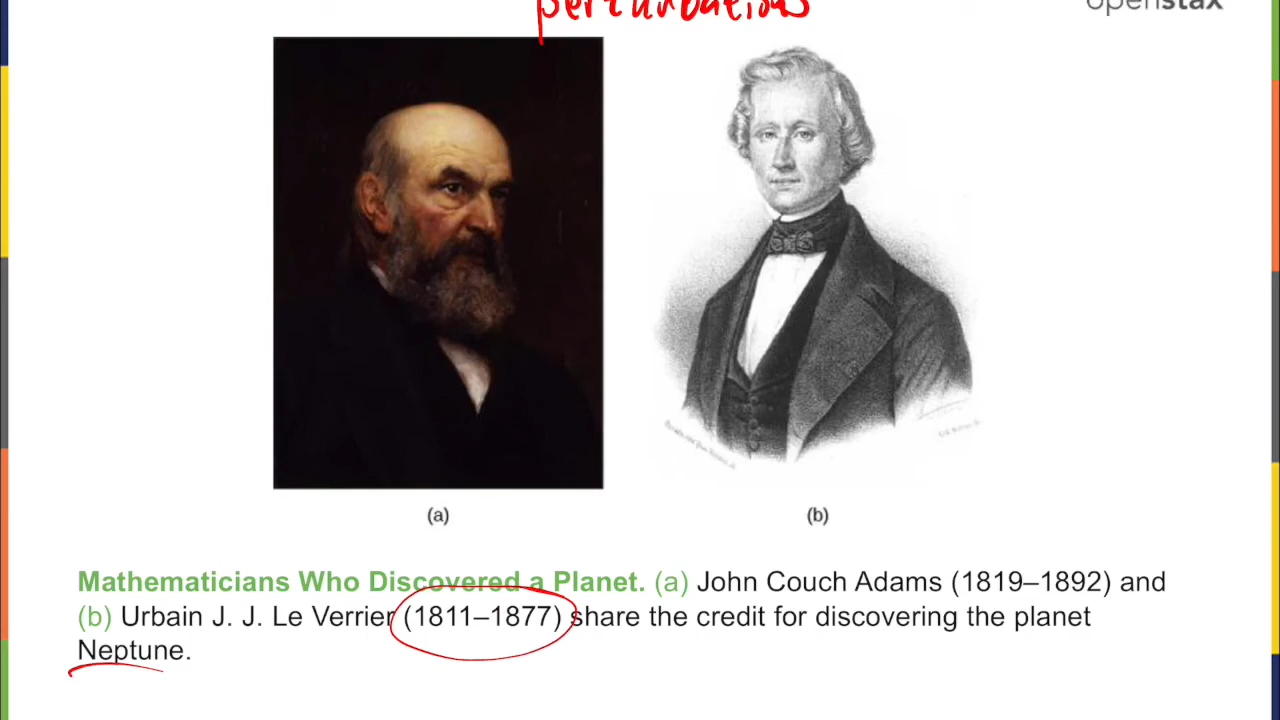 perturbations
openstax
(a)
(b)
Mathematicians Who Discovered a Planet. (a) John Couch Adams (1819–1892) and
(b) Urbain J. J. Le Verrier (1811–1877) share the credit for discovering the planet
Neptune.